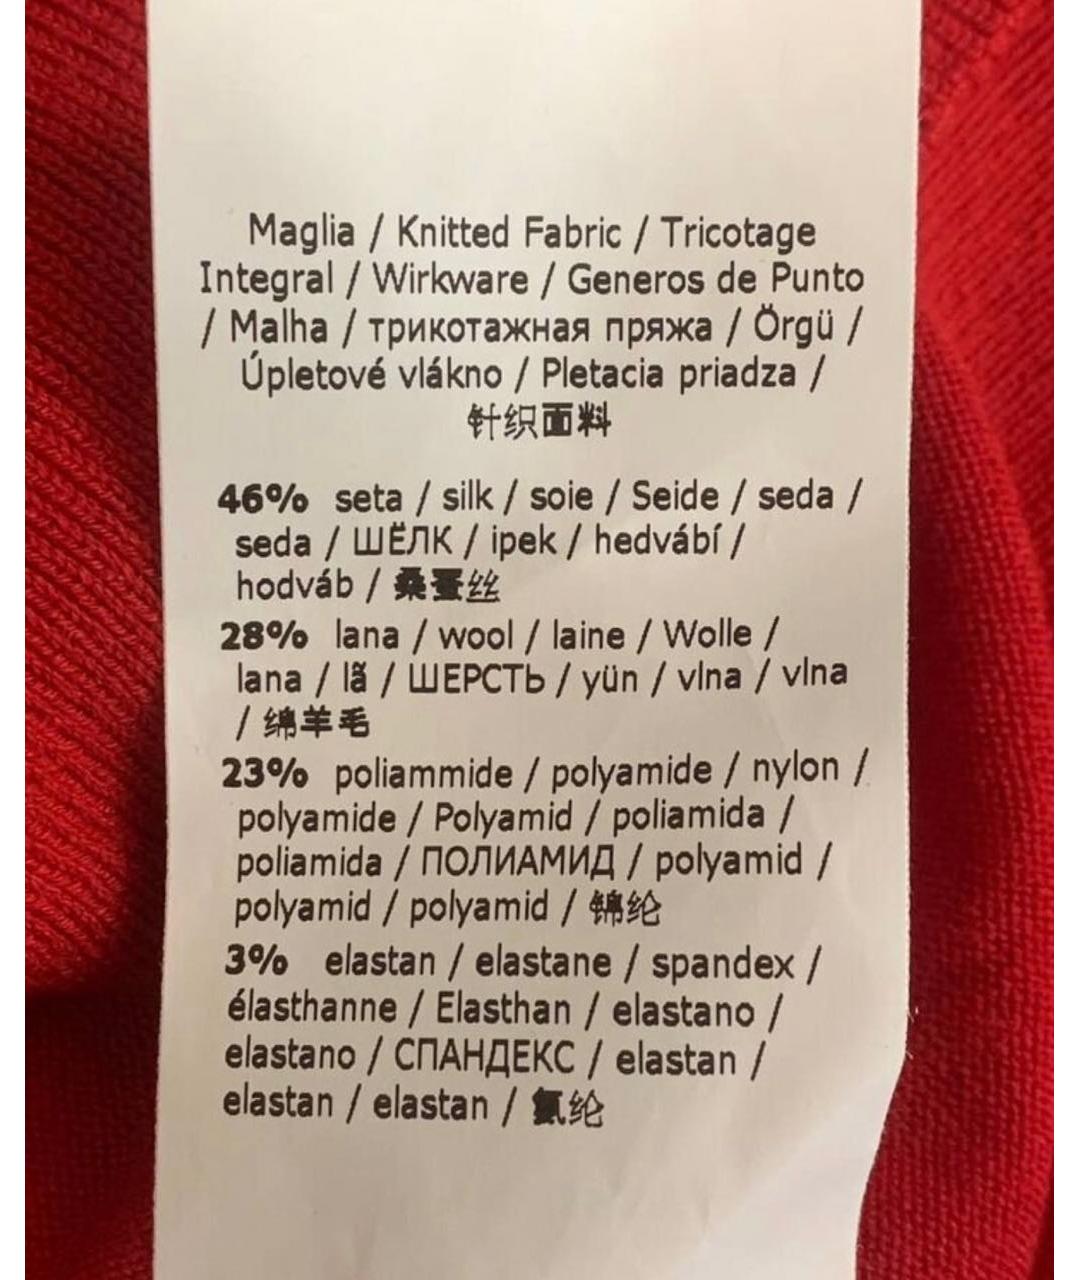 Maglia / Knitted Fabric / Tricotage
Integral / Wirkware / Generos de Punto
/ Malha / трикотажная пряжа / Örgü /
Úpletové vlákno / Pletacia priadza /
针织面料
46% seta / silk / soie / Seide / seda /
seda / ШЁЛК / ipek / hedvábí /
hodváb / 桑蚕丝
28% lana / wool / laine / Wolle /
lana / lã / ШЕРСТЬ / yün / vlna / vlna
/ 绵羊毛
23% poliammide / polyamide / nylon /
polyamide / Polyamid / poliamida /
poliamida / ПОЛИАМИД / polyamid /
polyamid / polyamid / 锦纶
3% elastan / elastane / spandex /
élasthanne / Elasthan / elastano /
elastano / СПАНДЕКС / elastan /
elastan / elastan / 氨纶